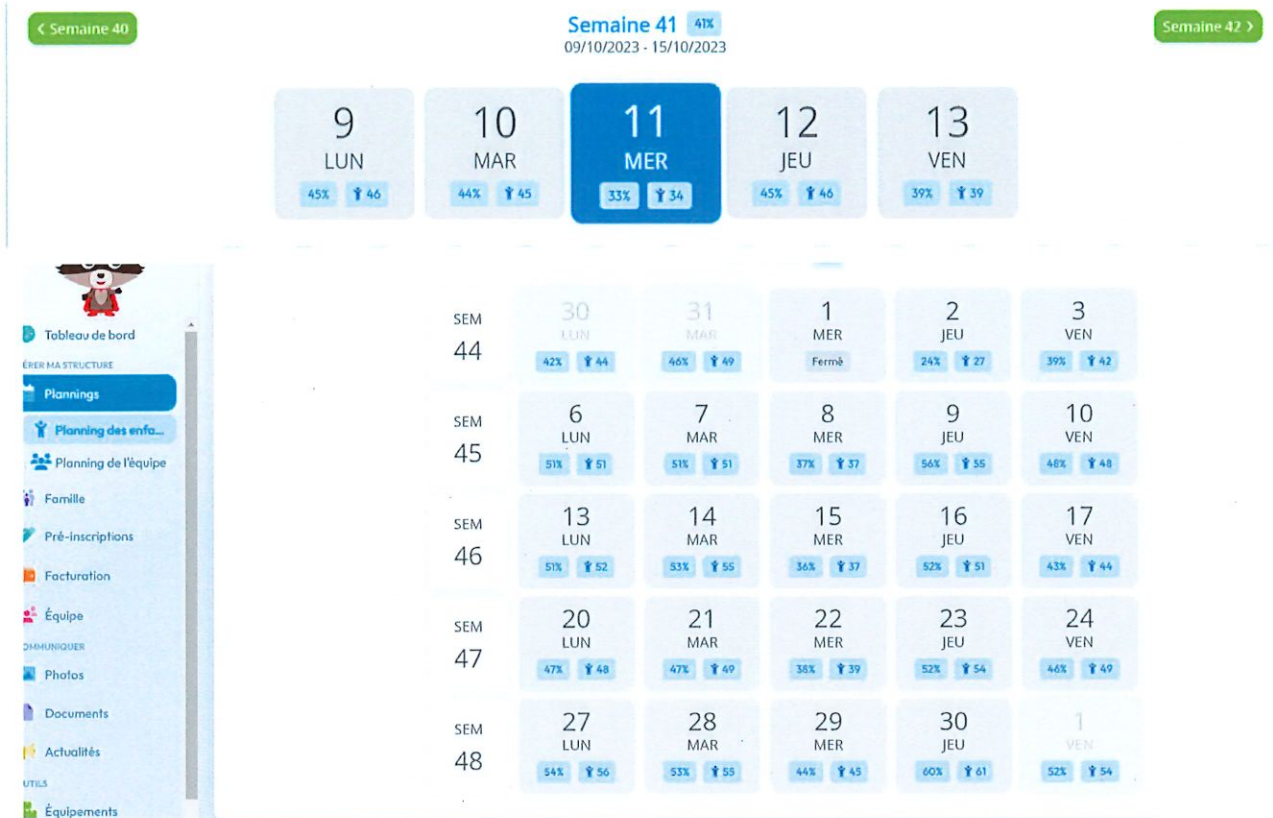 < Semaine 40
Semaine 41 41%
Semaine 42 >
09/10/2023 - 15/10/2023
9 10 11 12 13
LUN MAR MER JEU VEN
45% 46 44% 45 33% 34 45% 46 39% 39
Tableau de bord
ÉRER MA STRUCTURE
Plannings
Planning des enfa...
Planning de l'équipe
Famille
Pré-inscriptions
Facturation
Équipe
OMMUNIQUER
Photos
Documents
Actualités
UTILS
Équipements
SEM 30 31 1 2 3
44 LUN MAR MER JEU VEN
42% 44 46% 49 Fermé 24% 27 39% 42
SEM 6 7 8 9 10
45 LUN MAR MER JEU VEN
51% 51 51% 51 37% 37 56% 55 48% 48
SEM 13 14 15 16 17
46 LUN MAR MER JEU VEN
51% 52 53% 55 36% 37 52% 51 43% 44
SEM 20 21 22 23 24
47 LUN MAR MER JEU VEN
47% 48 47% 49 38% 39 52% 54 46% 49
SEM 27 28 29 30 1
48 LUN MAR MER JEU VEN
54% 56 53% 55 44% 45 60% 61 52% 54